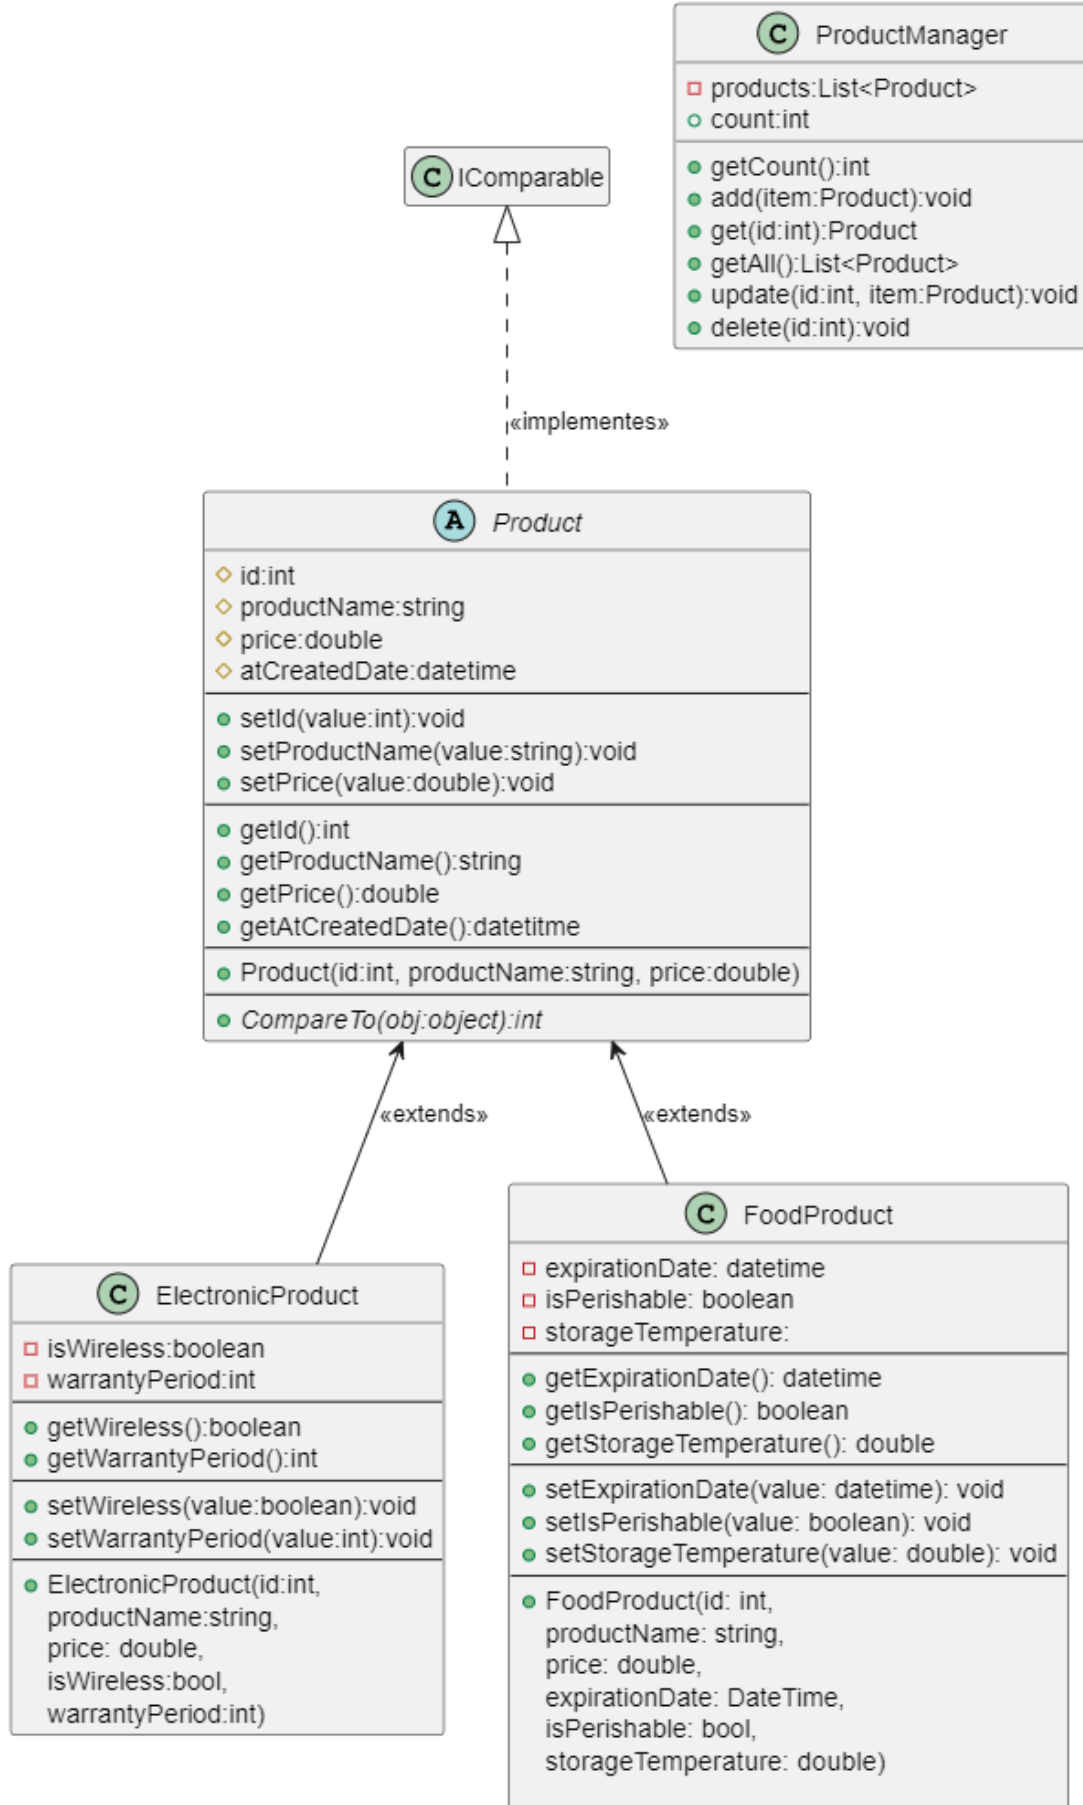 C ProductManager
products:List<Product>
count:int
getCount():int
add(item:Product):void
get(id:int):Product
getAll():List<Product>
update(id:int, item:Product):void
delete(id:int):void
C IComparable
«implementes»
A Product
id:int
productName:string
price:double
atCreatedDate:datetime
setId(value:int):void
setProductName(value:string):void
setPrice(value:double):void
getId():int
getProductName():string
getPrice():double
getAtCreatedDate():datetitme
Product(id:int, productName:string, price:double)
CompareTo(obj:object):int
«extends»
«extends»
C ElectronicProduct
isWireless:boolean
warrantyPeriod:int
getWireless():boolean
getWarrantyPeriod():int
setWireless(value:boolean):void
setWarrantyPeriod(value:int):void
ElectronicProduct(id:int,
productName:string,
price: double,
isWireless:bool,
warrantyPeriod:int)
C FoodProduct
expirationDate: datetime
isPerishable: boolean
storageTemperature:
getExpirationDate(): datetime
getIsPerishable(): boolean
getStorageTemperature(): double
setExpirationDate(value: datetime): void
setIsPerishable(value: boolean): void
setStorageTemperature(value: double): void
FoodProduct(id: int,
productName: string,
price: double,
expirationDate: DateTime,
isPerishable: bool,
storageTemperature: double)